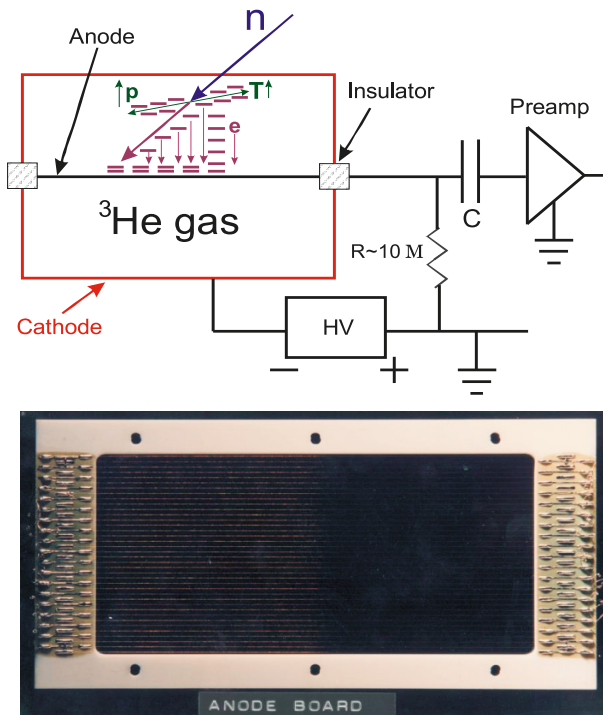 n
Anode
Insulator
Preamp
p
T
e
³He gas
C
R~10 M
Cathode
HV
− +
ANODE BOARD